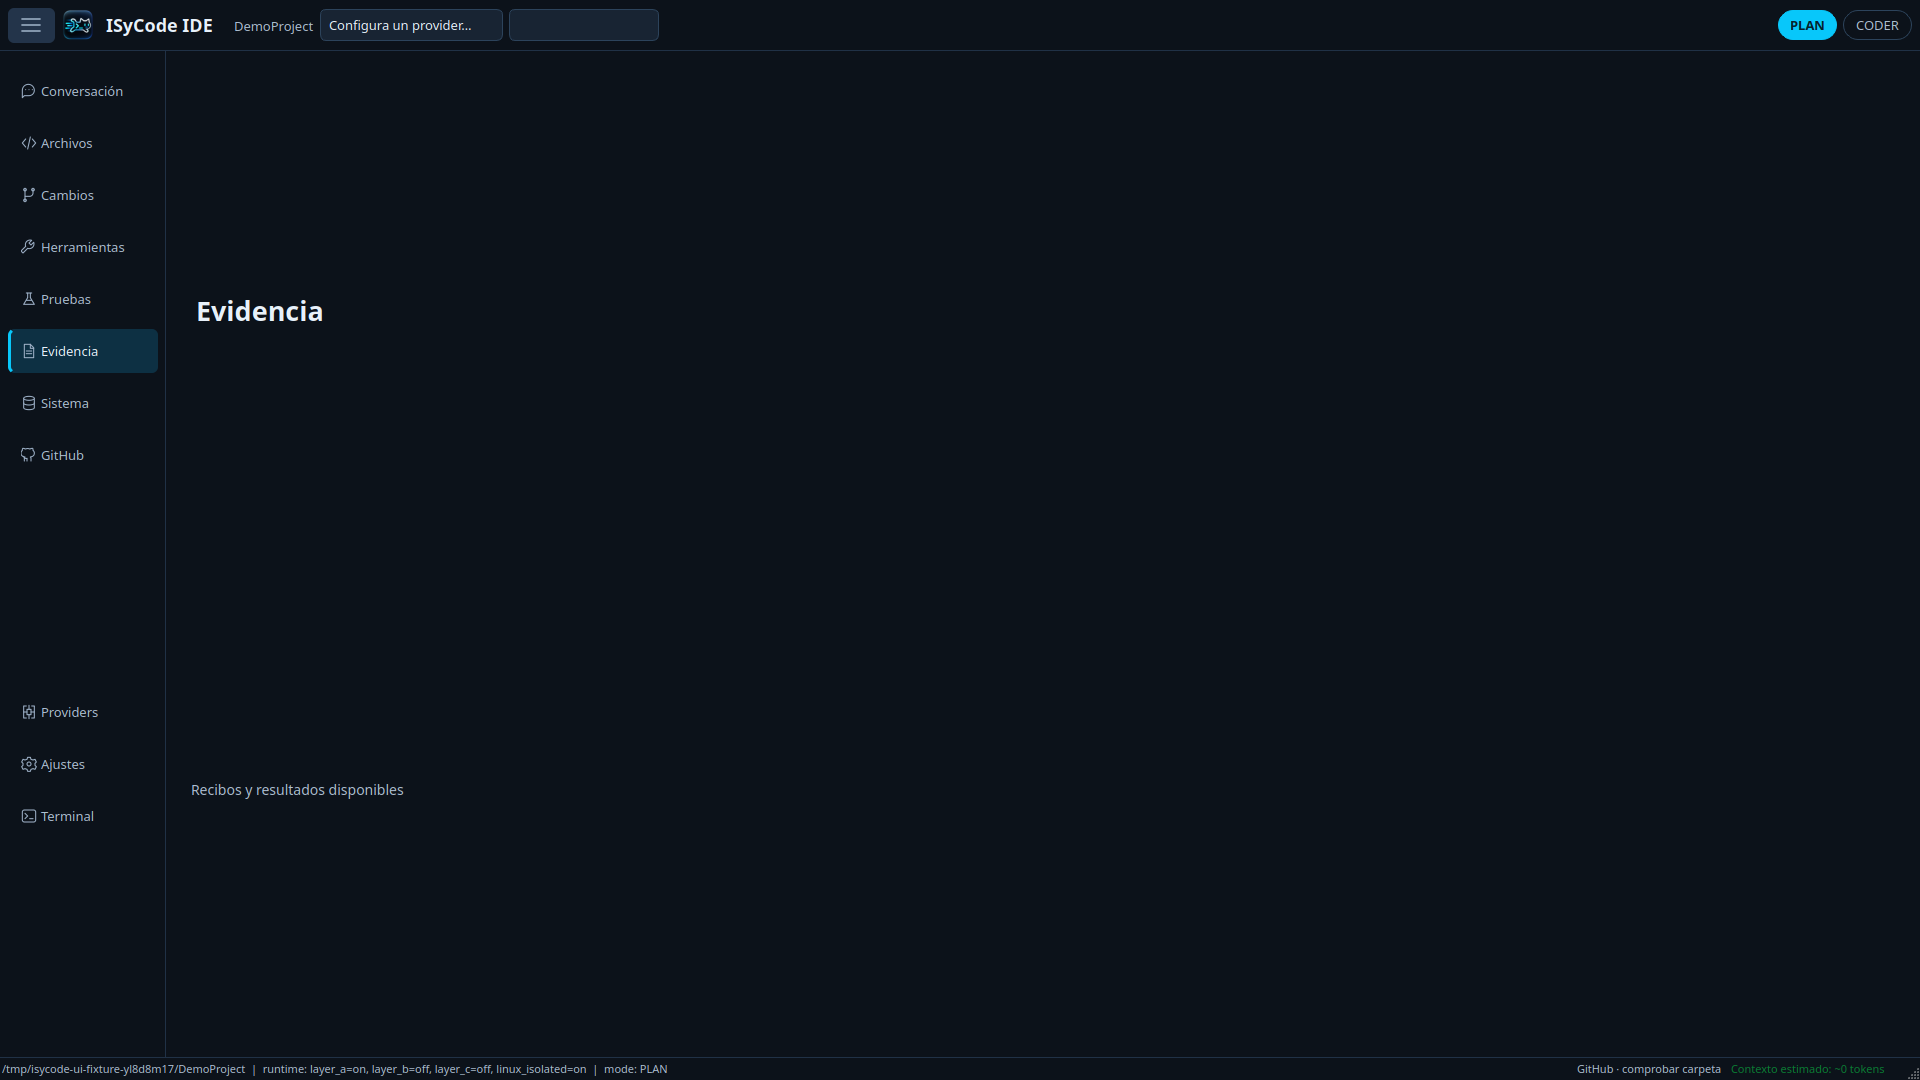 ISyCode IDE
DemoProject
Configura un provider...
PLAN
CODER
Conversación
Archivos
Cambios
Herramientas
Pruebas
Evidencia
Sistema
GitHub
Providers
Ajustes
Terminal
Evidencia
Recibos y resultados disponibles
/tmp/isycode-ui-fixture-yl8d8m17/DemoProject | runtime: layer_a=on, layer_b=off, layer_c=off, linux_isolated=on | mode: PLAN
GitHub · comprobar carpeta
Contexto estimado: ~0 tokens